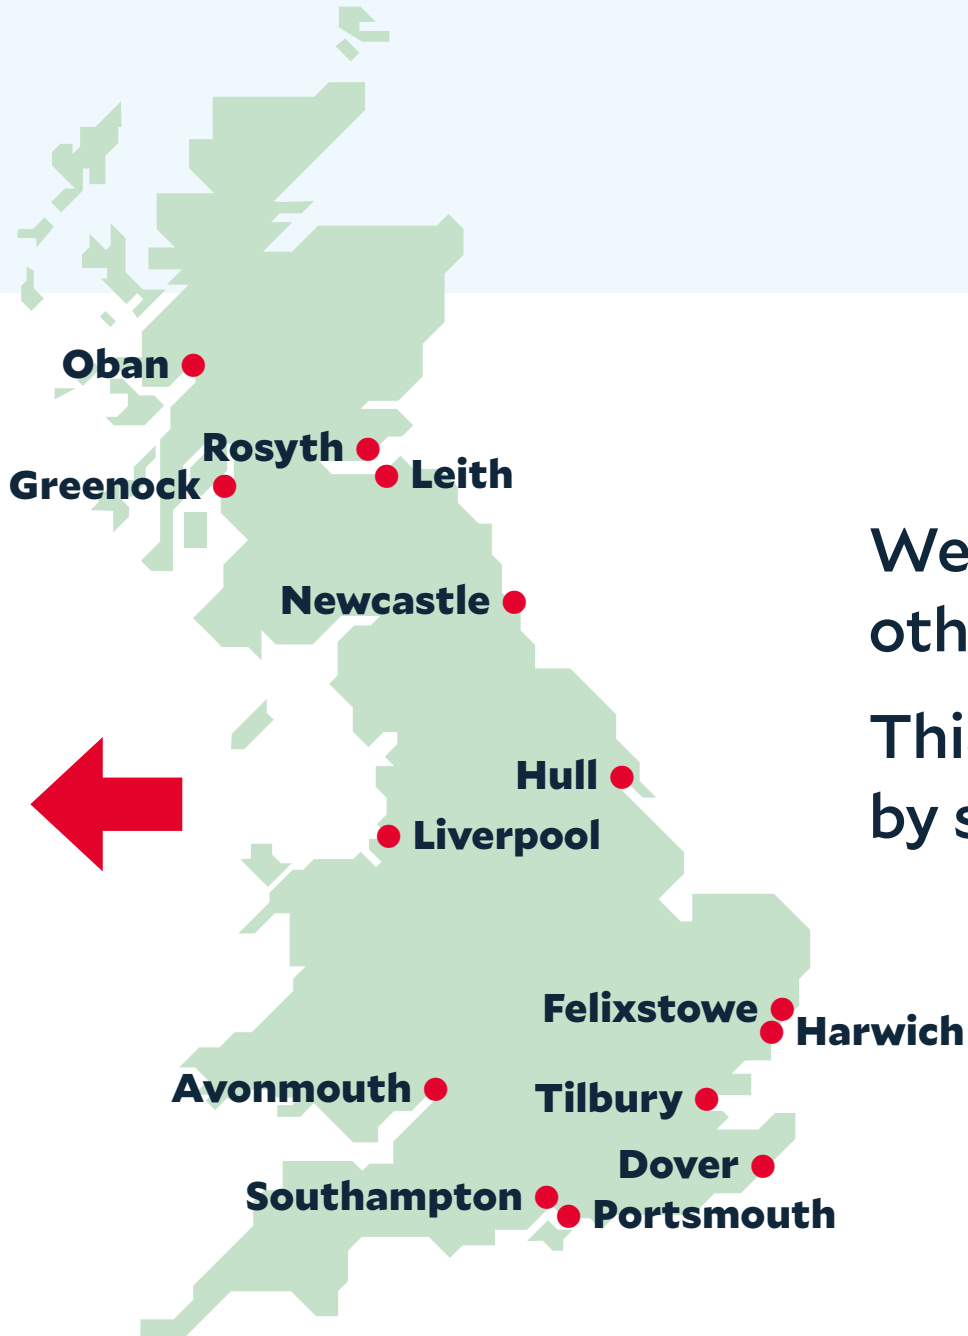 Oban
Rosyth
Leith
Greenock
We
oth
Newcastle
Thi
by s
Hull
Liverpool
Felixstowe
Harwich
Avonmouth
Tilbury
Dover
Southampton
Portsmouth